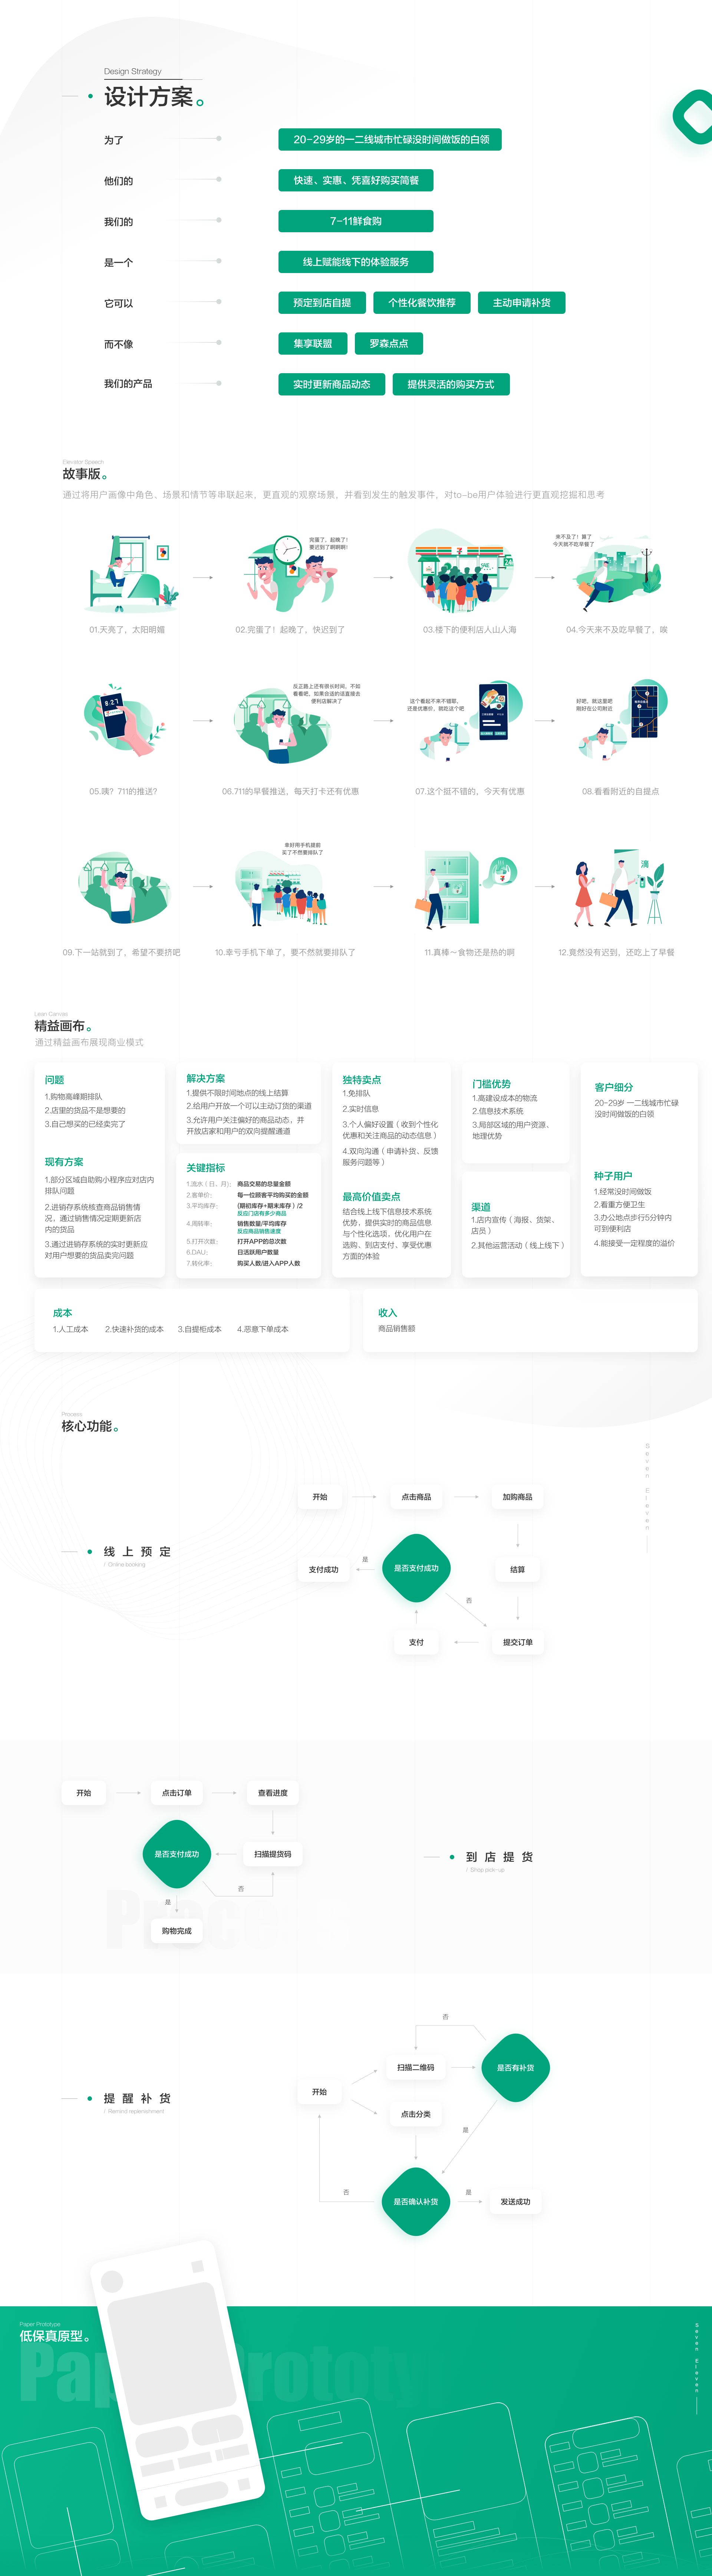 Design Strategy
设计方案。
为了
20-29岁的一二线城市忙碌没时间做饭的白领
他们的
快速、实惠、凭喜好购买简餐
我们的
7-11鲜食购
是一个
线上赋能线下的体验服务
它可以
预定到店自提 个性化餐饮推荐 主动申请补货
而不像
集享联盟 罗森点点
我们的产品
实时更新商品动态 提供灵活的购买方式
Elevator Speech
故事版。
通过将用户画像中角色、场景和情节等串联起来，更直观的观察场景，并看到发生的触发事件，对to-be用户体验进行更直观挖掘和思考
完蛋了，起晚了！
要迟到了啊啊啊！
来不及了！算了
今天就不吃早餐了
01.天亮了，太阳明媚
02.完蛋了！起晚了，快迟到了
03.楼下的便利店人山人海
04.今天来不及吃早餐了，唉
反正路上还有很长时间，不如
看看吧，如果合适的话直接去
便利店解决了
这个看起不来不错耶，
还是优惠价，就吃这个吧
好吧，就这里吧
刚好在公司附近
05.咦？711的推送?
06.711的早餐推送，每天打卡还有优惠
07.这个挺不错的，今天有优惠
08.看看附近的自提点
幸好用手机提前
买了不然要排队了
滴
09.下一站就到了，希望不要挤吧
10.幸亏手机下单了，要不然就要排队了
11.真棒～食物还是热的啊
12.竟然没有迟到，还吃上了早餐
Lean Canvas
精益画布。
通过精益画布展现商业模式
问题
1.购物高峰期排队
2.店里的货品不是想要的
3.自己想买的已经卖完了
现有方案
1.部分区域自助购小程序应对店内
排队问题
2.进销存系统核查商品销售情
况、通过销售情况定期更新店
内的货品
3.通过进销存系统的实时更新应
对用户想要的货品卖完问题
解决方案
1.提供不限时间地点的线上结算
2.给用户开放一个可以主动订货的渠道
3.允许用户关注偏好的商品动态，并
开放店家和用户的双向提醒通道
关键指标
1.流水（日、月）： 商品交易的总量金额
2.客单价： 每一位顾客平均购买的金额
3.平均库存： (期初库存+期末库存）/2
反应门店有多少商品
4.周转率： 销售数量/平均库存
反应商品销售速度
5.打开次数： 打开APP的总次数
6.DAU： 日活跃用户数量
7.转化率： 购买人数/进入APP人数
独特卖点
1.免排队
2.实时信息
3.个人偏好设置（收到个性化
优惠和关注商品的动态信息）
4.双向沟通（申请补货、反馈
服务问题等）
最高价值卖点
结合线上线下信息技术系统
优势，提供实时的商品信息
与个性化选项，优化用户在
选购、到店支付、享受优惠
方面的体验
门槛优势
1.高建设成本的物流
2.信息技术系统
3.局部区域的用户资源、
地理优势
渠道
1.店内宣传（海报、货架、
店员）
2.其他运营活动（线上线下）
客户细分
20-29岁 一二线城市忙碌
没时间做饭的白领
种子用户
1.经常没时间做饭
2.看重方便卫生
3.办公地点步行5分钟内
可到便利店
4.能接受一定程度的溢价
成本
1.人工成本 2.快速补货的成本 3.自提柜成本 4.恶意下单成本
收入
商品销售额
Process
核心功能。
Seven Eleven
线上预定
/ Online booking
开始
点击商品
加购商品
支付成功
是
是否支付成功
结算
否
支付
提交订单
开始
点击订单
查看进度
是否支付成功
扫描提货码
否
是
购物完成
到店提货
/ Shop pick-up
提醒补货
/ Remind replenishment
否
扫描二维码
是否有补货
开始
点击分类
是
否
是否确认补货
是
发送成功
Paper Prototype
低保真原型。
Seven Eleven